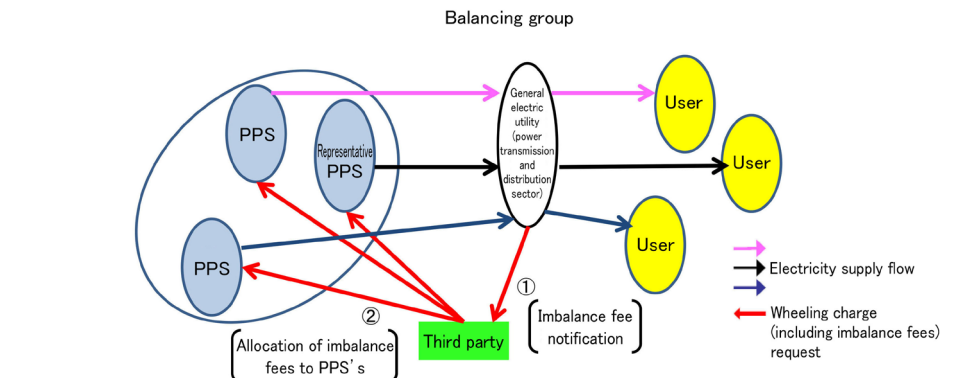 Balancing group
PPS
Representative
PPS
PPS
General
electric
utility
(power
transmission
and
distribution
sector)
User
User
User
Electricity supply flow
Wheeling charge
(including imbalance fees)
request
①
Imbalance fee
notification
②
Allocation of imbalance
fees to PPS's
Third party